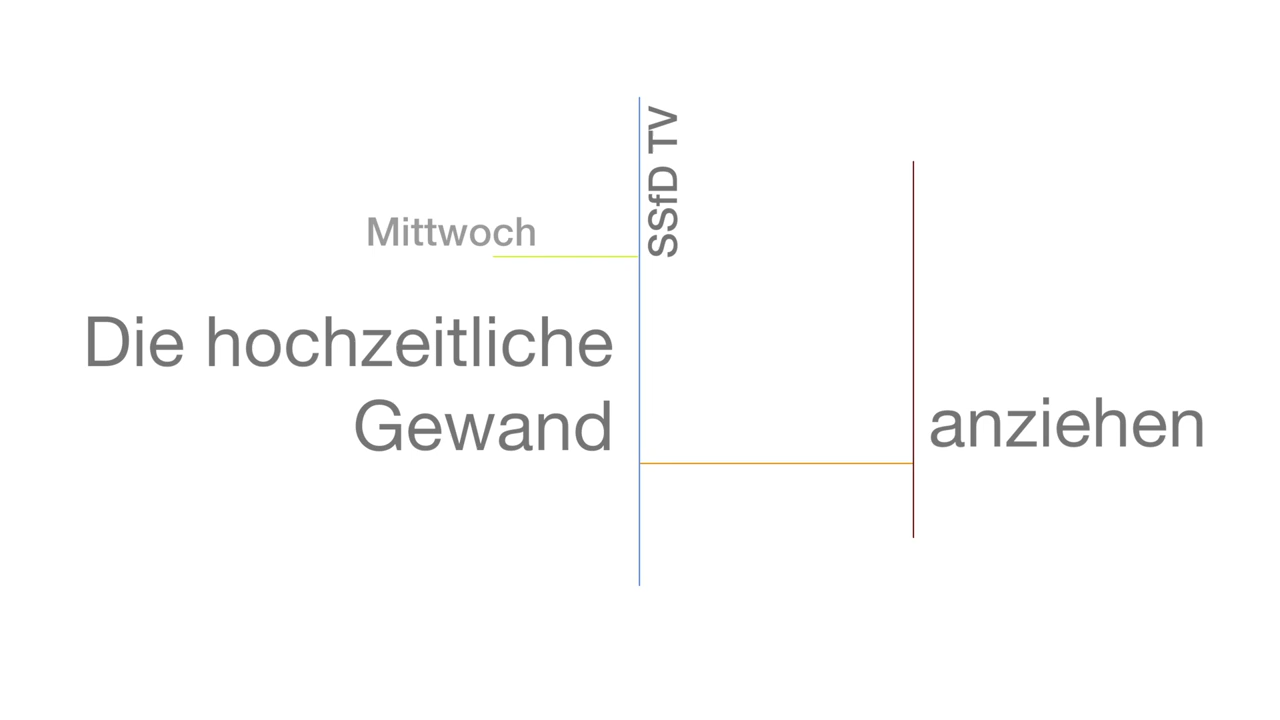 SSfD TV
Mittwoch
Die hochzeitliche
Gewand
anziehen